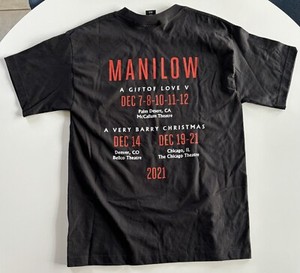 MANILOW
A GIFT OF LOVE V
DEC 7-8-10-11-12
Palm Desert, CA
McCallum Theatre
A VERY BARRY CHRISTMAS
DEC 14 DEC 19-21
Denver, CO Chicago, IL
Bellco Theatre The Chicago Theatre
2021